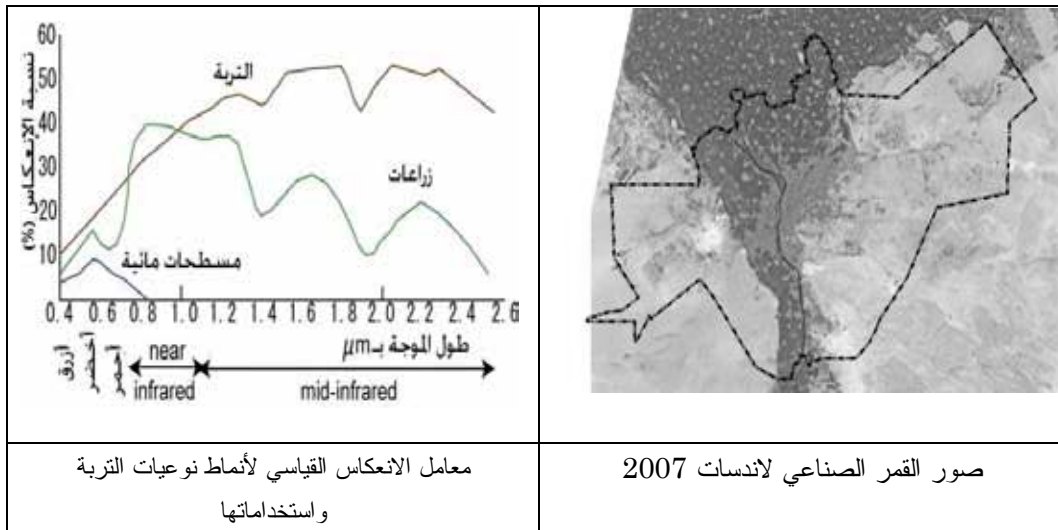 60
50
40
30
20
10
نسبة الإنعكاس (%)
التربة
زراعات
مسطحات مائية
0.4 0.6 0.8 1.0 1.2 1.4 1.6 1.8 2.0 2.2 2.4 2.6
طول الموجة بـ μm
أزرق
أخضر
أحمر
near infrared
mid-infrared
معامل الانعكاس القياسي لأنماط نوعيات التربة
واستخداماتها
صور القمر الصناعي لاندسات 2007